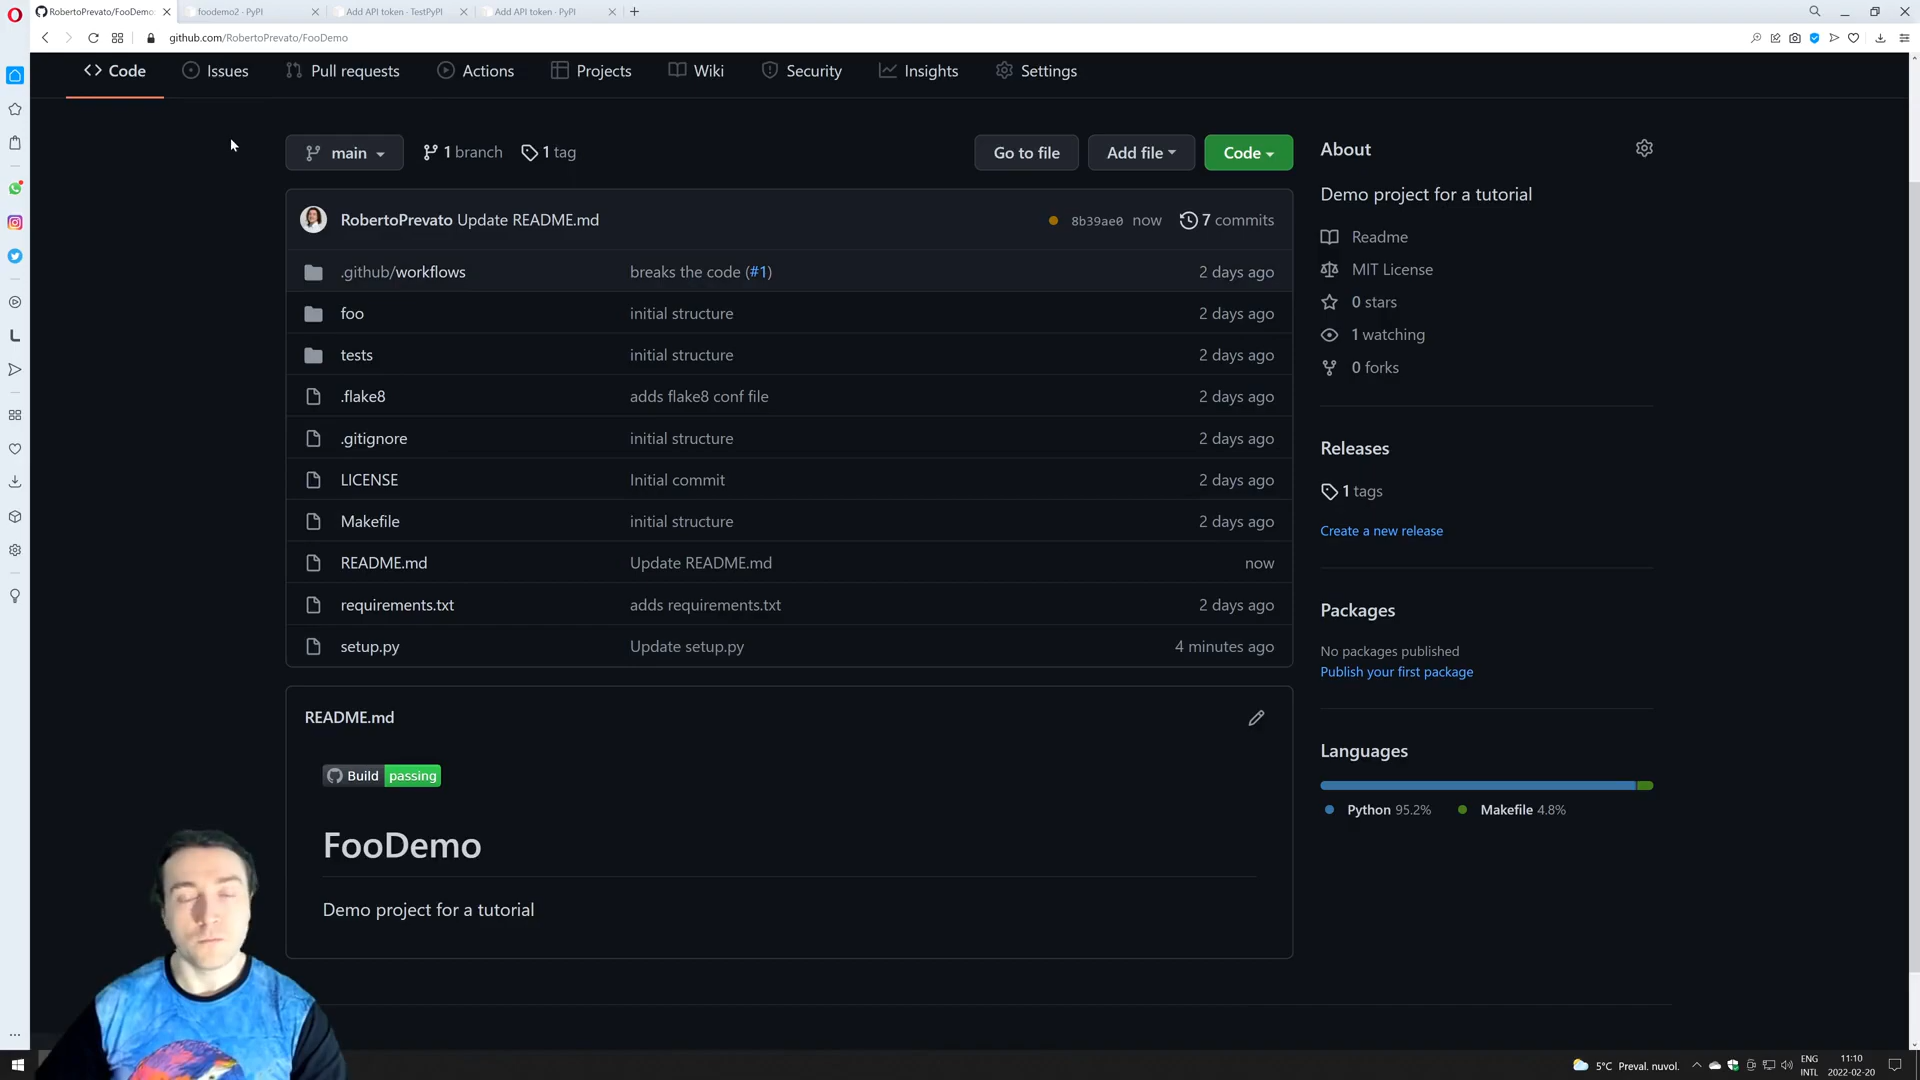 RobertoPrevato/FooDemo:
foodemo2 · PyPI
Add API token · TestPyPI
Add API token · PyPI
github.com/RobertoPrevato/FooDemo
Code
Issues
Pull requests
Actions
Projects
Wiki
Security
Insights
Settings
main
1 branch
1 tag
Go to file
Add file
Code
RobertoPrevato Update README.md
8b39ae0 now
7 commits
.github/workflows
breaks the code (#1)
2 days ago
foo
initial structure
2 days ago
tests
initial structure
2 days ago
.flake8
adds flake8 conf file
2 days ago
.gitignore
initial structure
2 days ago
LICENSE
Initial commit
2 days ago
Makefile
initial structure
2 days ago
README.md
Update README.md
now
requirements.txt
adds requirements.txt
2 days ago
setup.py
Update setup.py
4 minutes ago
README.md
Build passing
FooDemo
Demo project for a tutorial
About
Demo project for a tutorial
Readme
MIT License
0 stars
1 watching
0 forks
Releases
1 tags
Create a new release
Packages
No packages published
Publish your first package
Languages
Python 95.2%
Makefile 4.8%
5°C Preval. nuvol.
ENG
INTL
11:10
2022-02-20